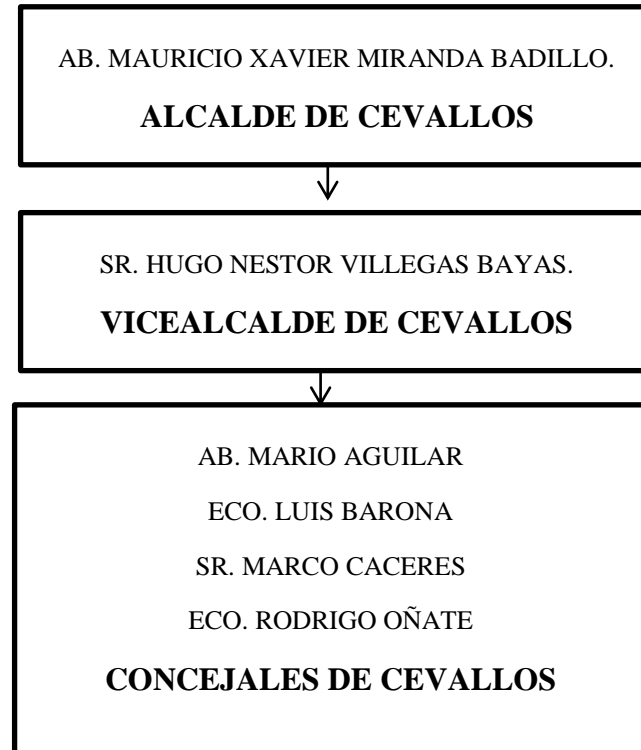 AB. MAURICIO XAVIER MIRANDA BADILLO.
ALCALDE DE CEVALLOS
SR. HUGO NESTOR VILLEGAS BAYAS.
VICEALCALDE DE CEVALLOS
AB. MARIO AGUILAR
ECO. LUIS BARONA
SR. MARCO CACERES
ECO. RODRIGO OÑATE
CONCEJALES DE CEVALLOS